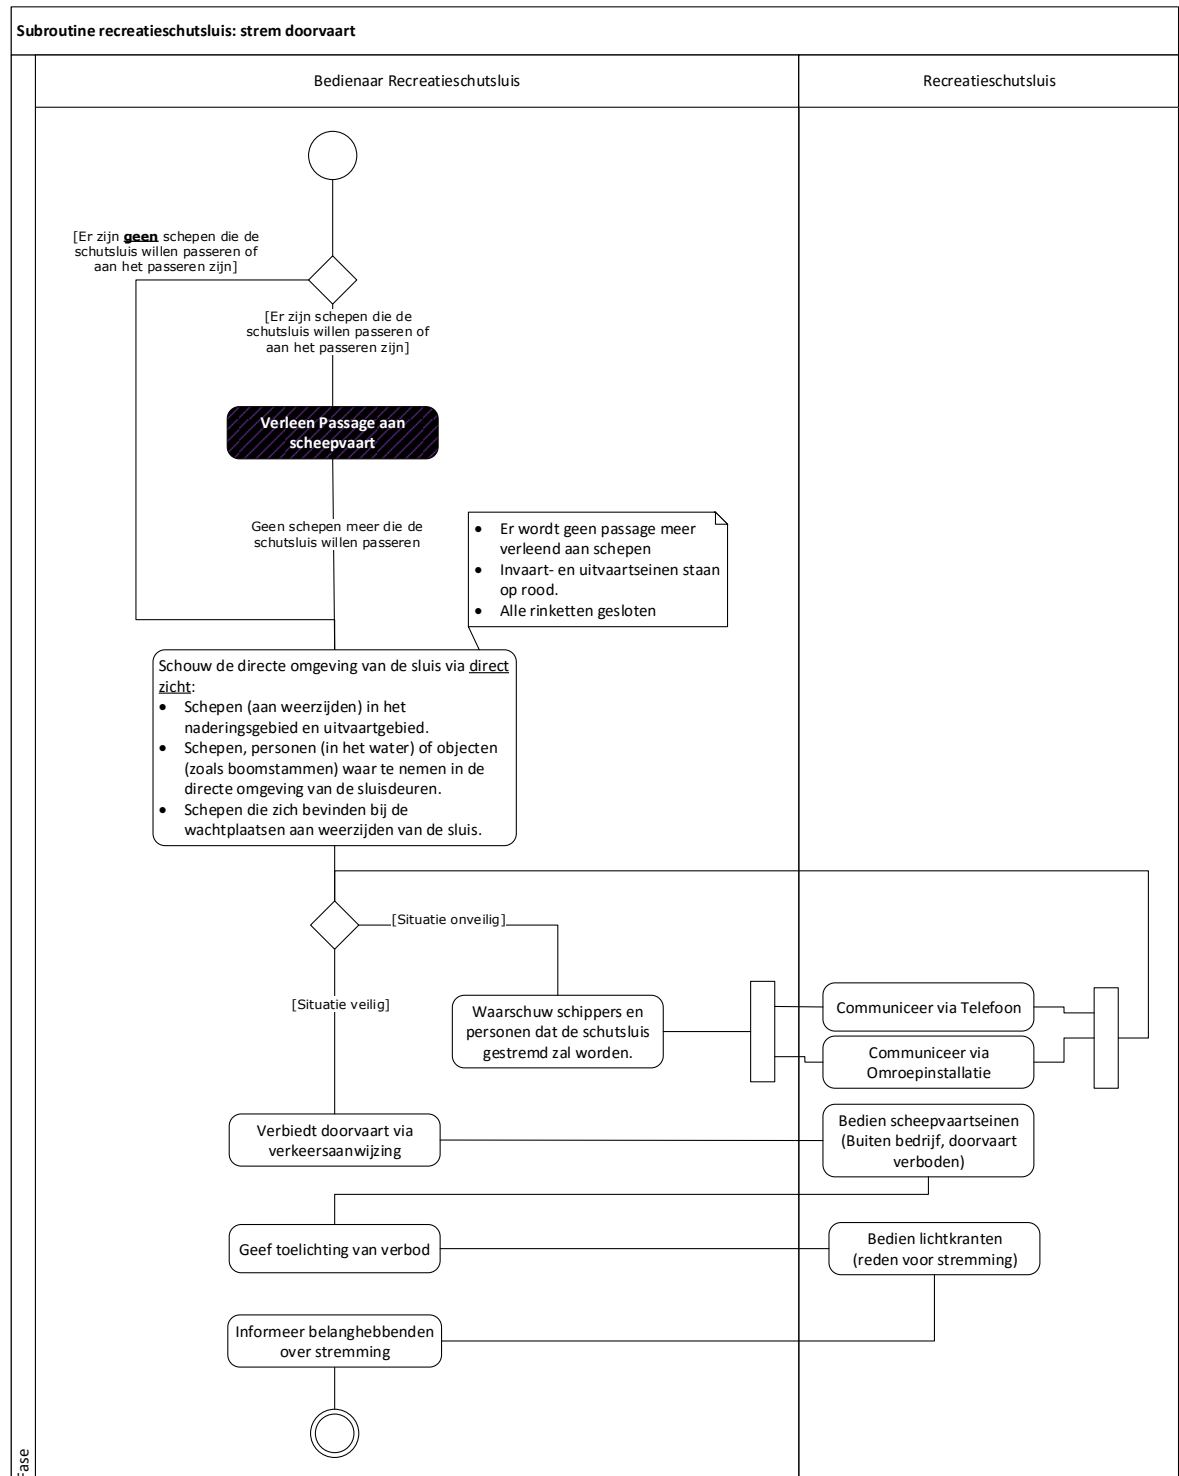 Subroutine recreatieschutsluis: strem doorvaart
Bedienaar Recreatieschutsluis
Recreatieschutsluis
[Er zijn geen schepen die de
schutsluis willen passeren of
aan het passeren zijn]
[Er zijn schepen die de
schutsluis willen passeren of
aan het passeren zijn]
Verleen Passage aan
scheepvaart
Geen schepen meer die de
schutsluis willen passeren
• Er wordt geen passage meer
verleend aan schepen
• Invaart- en uitvaartseinen staan
op rood.
• Alle rinketten gesloten
Schouw de directe omgeving van de sluis via direct
zicht:
• Schepen (aan weerzijden) in het
naderingsgebied en uitvaartgebied.
• Schepen, personen (in het water) of objecten
(zoals boomstammen) waar te nemen in de
directe omgeving van de sluisdeuren.
• Schepen die zich bevinden bij de
wachtplaatsen aan weerzijden van de sluis.
[Situatie onveilig]
[Situatie veilig]
Waarschuw schippers en
personen dat de schutsluis
gestremd zal worden.
Communiceer via Telefoon
Communiceer via
Omroepinstallatie
Verbiedt doorvaart via
verkeersaanwijzing
Bedien scheepvaartseinen
(Buiten bedrijf, doorvaart
verboden)
Geef toelichting van verbod
Bedien lichtkranten
(reden voor stremming)
Informeer belanghebbenden
over stremming
Fase